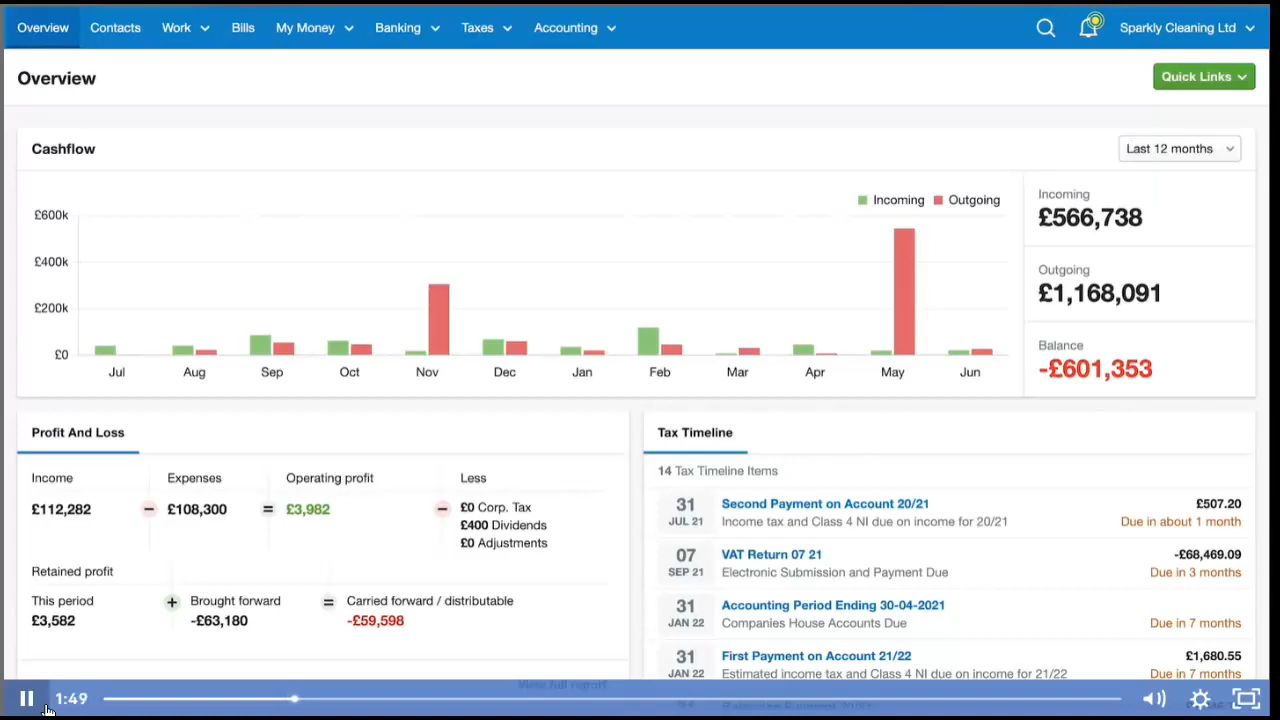 Overview Contacts Work Bills My Money Banking Taxes Accounting Sparkly Cleaning Ltd
Overview
Quick Links
Cashflow
Last 12 months
Incoming Outgoing
£600k
£400k
£200k
£0
Jul Aug Sep Oct Nov Dec Jan Feb Mar Apr May Jun
Incoming
£566,738
Outgoing
£1,168,091
Balance
-£601,353
Profit And Loss
Income Expenses Operating profit Less
£112,282 − £108,300 = £3,982 − £0 Corp. Tax
£400 Dividends
£0 Adjustments
Retained profit
This period + Brought forward = Carried forward / distributable
£3,582 -£63,180 -£59,598
View full report
Tax Timeline
14 Tax Timeline Items
31 JUL 21 Second Payment on Account 20/21 £507.20
Income tax and Class 4 NI due on income for 20/21 Due in about 1 month
07 SEP 21 VAT Return 07 21 -£68,469.09
Electronic Submission and Payment Due Due in 3 months
31 JAN 22 Accounting Period Ending 30-04-2021
Companies House Accounts Due Due in 7 months
31 JAN 22 First Payment on Account 21/22 £1,680.55
Estimated income tax and Class 4 NI due on income for 21/22 Due in 7 months
1:49